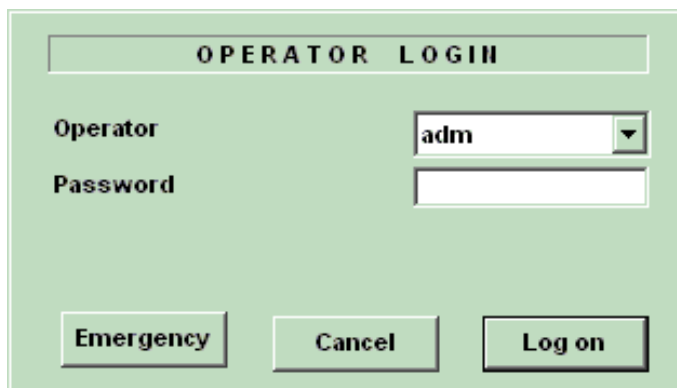 OPERATOR LOGIN
Operator adm
Password
Emergency Cancel Log on